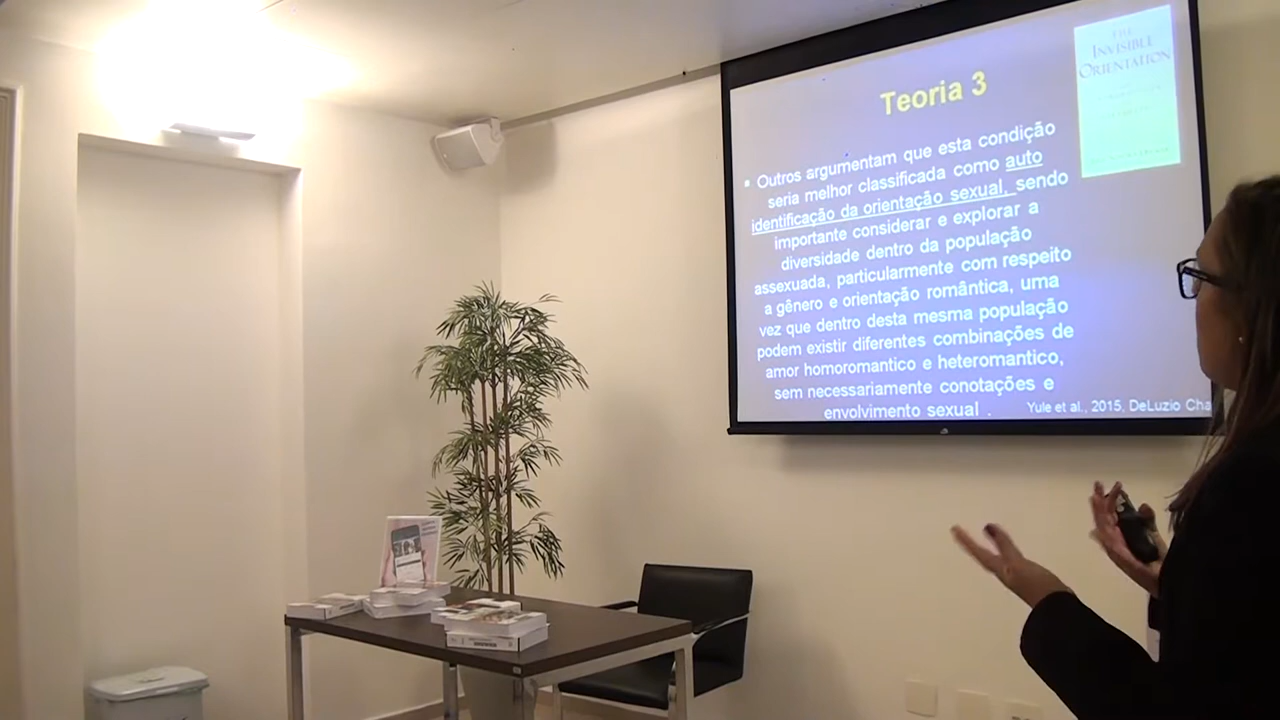 Teoria 3
THE
INVISIBLE
ORIENTATION
Outros argumentam que esta condição
seria melhor classificada como auto
identificação da orientação sexual, sendo
importante considerar e explorar a
diversidade dentro da população
assexuada, particularmente com respeito
a gênero e orientação romântica, uma
vez que dentro desta mesma população
podem existir diferentes combinações de
amor homoromantico e heteromantico,
sem necessariamente conotações e
envolvimento sexual .
Yule et al., 2015, DeLuzio Cha